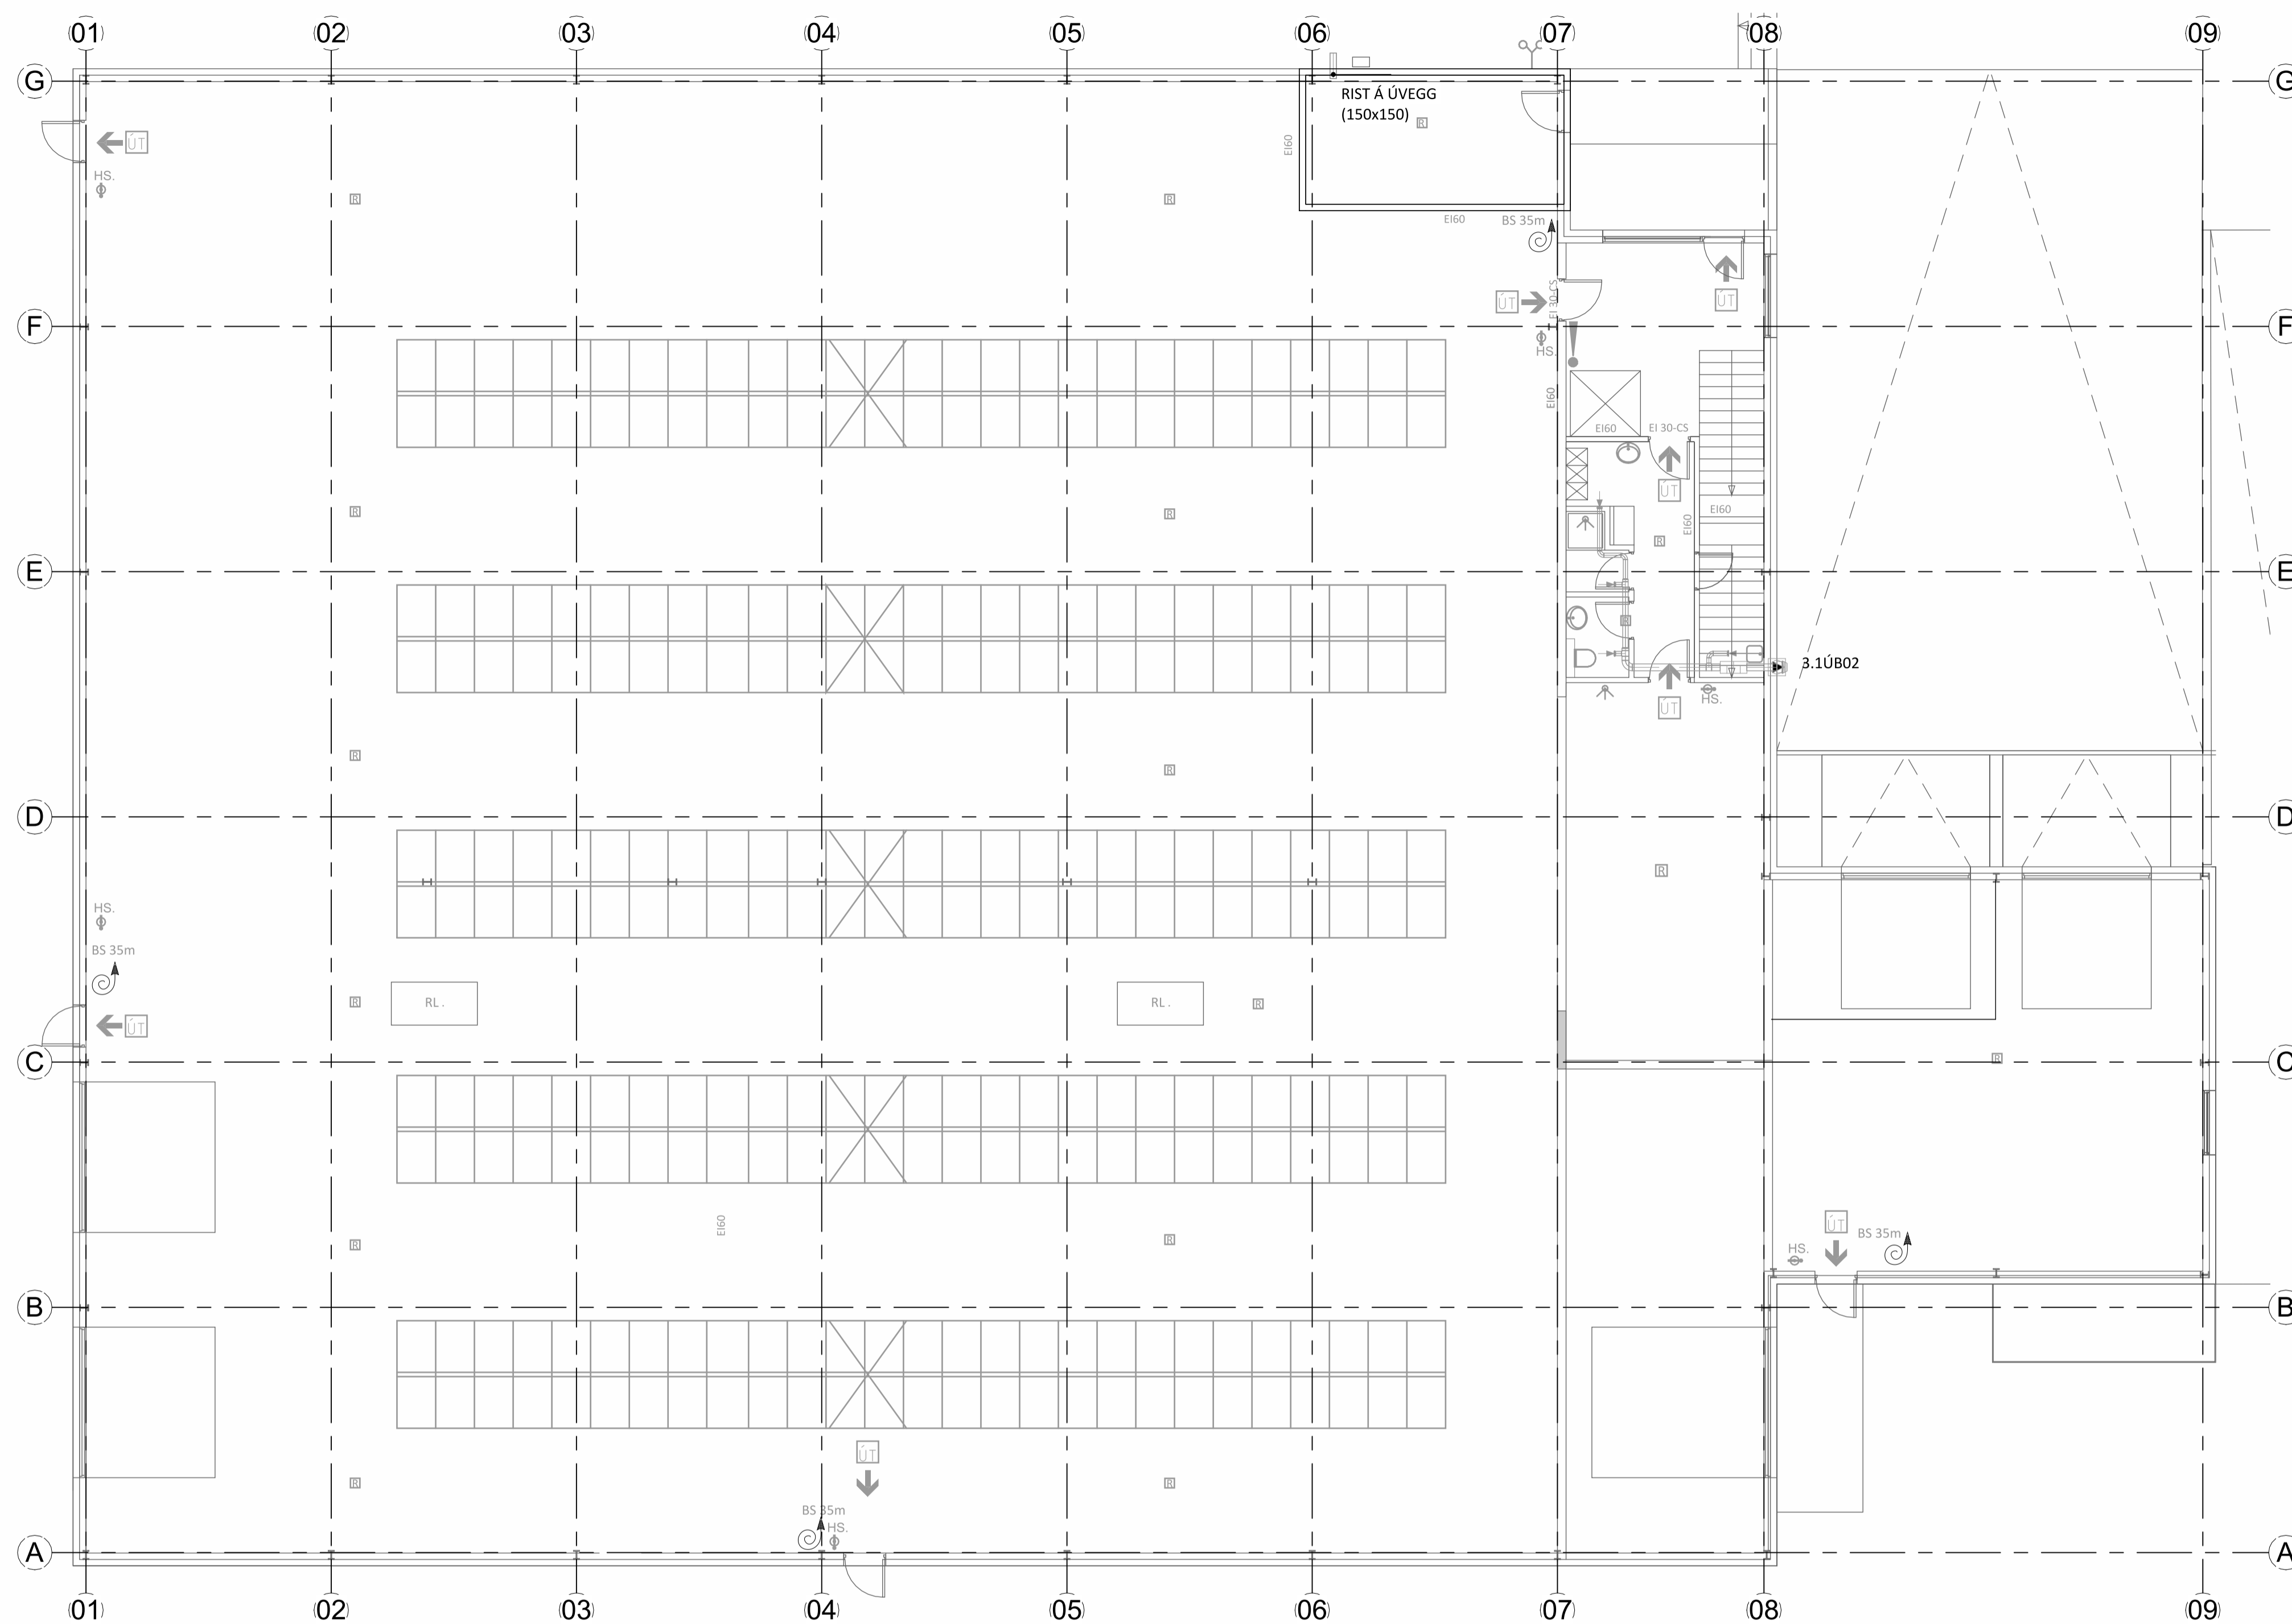 (01) (02) (03) (04) (05) (06) (07) (08) (09)
G G
RIST Á ÚVEGG
(150x150)
R
ÚT
EI60
HS.
R R
EI60 BS 35m
ÚT EI 30-CS ÚT
F F
HS.
EI60
EI60 EI 30-CS
ÚT
R R EI60 EI60
R
E E
R
3.1ÚB02
HS.
ÚT
R R
D D
R
HS.
BS 35m
R RL. RL. R
ÚT
C C
R
ÚT
EI60 BS 35m
R R HS.
B B
ÚT
R R
BS 35m
HS.
A A
(01) (02) (03) (04) (05) (06) (07) (08) (09)